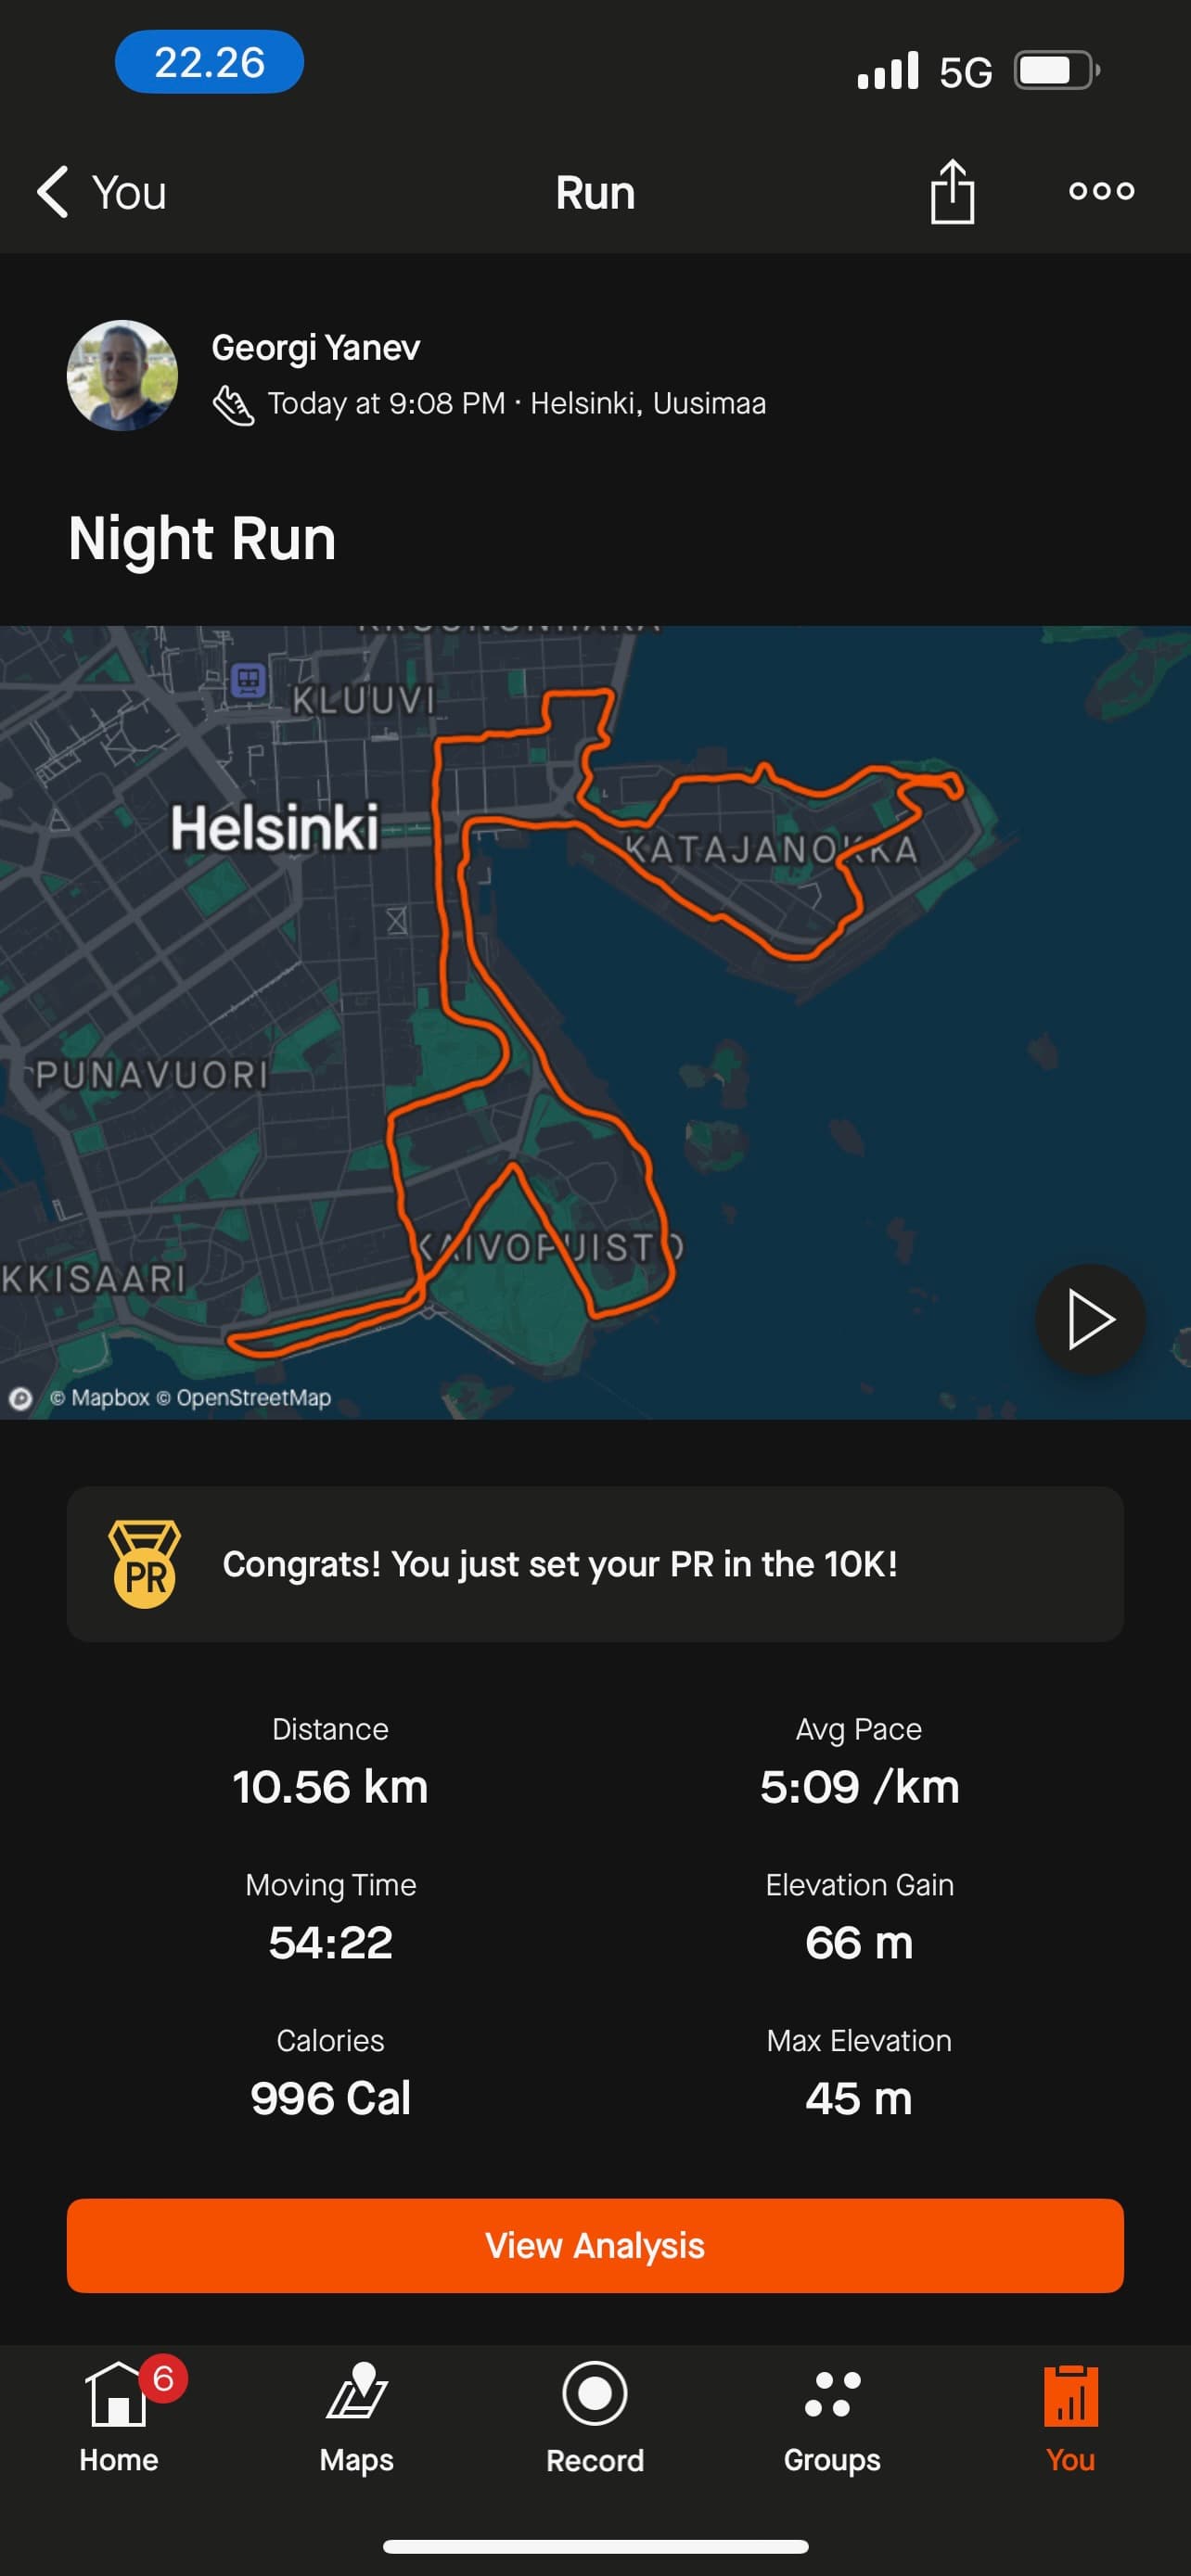 22.26
5G
You
Run
Georgi Yanev
Today at 9:08 PM · Helsinki, Uusimaa
Night Run
KLUUVI
Helsinki
KATAJANOKKA
PUNAVUORI
KAIVOPUISTO
KKISAARI
© Mapbox © OpenStreetMap
PR
Congrats! You just set your PR in the 10K!
Distance
Avg Pace
10.56 km
5:09 /km
Moving Time
Elevation Gain
54:22
66 m
Calories
Max Elevation
996 Cal
45 m
View Analysis
6
Home
Maps
Record
Groups
You